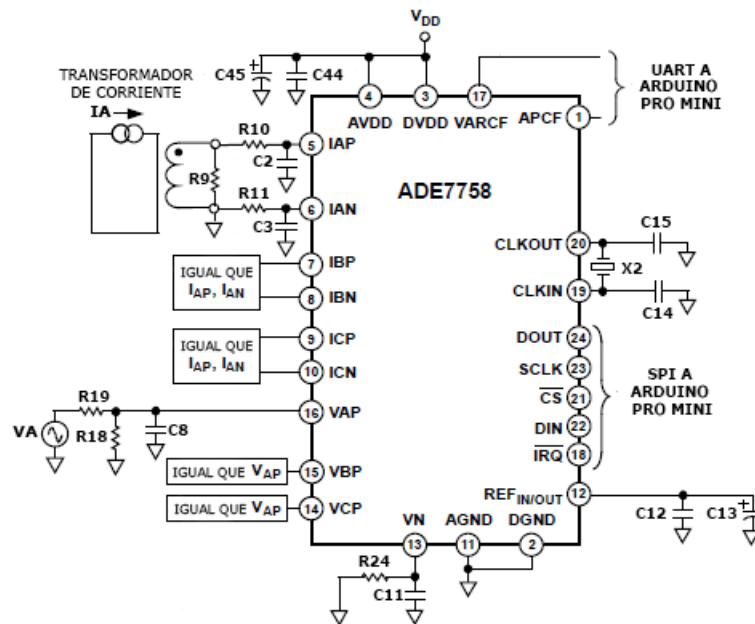 VDD
C45
C44
TRANSFORMADOR
DE CORRIENTE
IA
UART A
ARDUINO
PRO MINI
4
3
17
1
AVDD
DVDD
VARCF
APCF
R10
C2
5
IAP
R9
R11
C3
6
IAN
ADE7758
IGUAL QUE
IAP, IAN
7
IBP
8
IBN
CLKOUT
20
C15
X2
CLKIN
19
C14
IGUAL QUE
IAP, IAN
9
ICP
10
ICN
DOUT
24
SCLK
23
CS
21
DIN
22
IRQ
18
SPI A
ARDUINO
PRO MINI
R19
VA
R18
C8
16
VAP
IGUAL QUE VAP
15
VBP
IGUAL QUE VAP
14
VCP
REFIN/OUT
12
C12
C13
VN
AGND
DGND
13
11
2
R24
C11